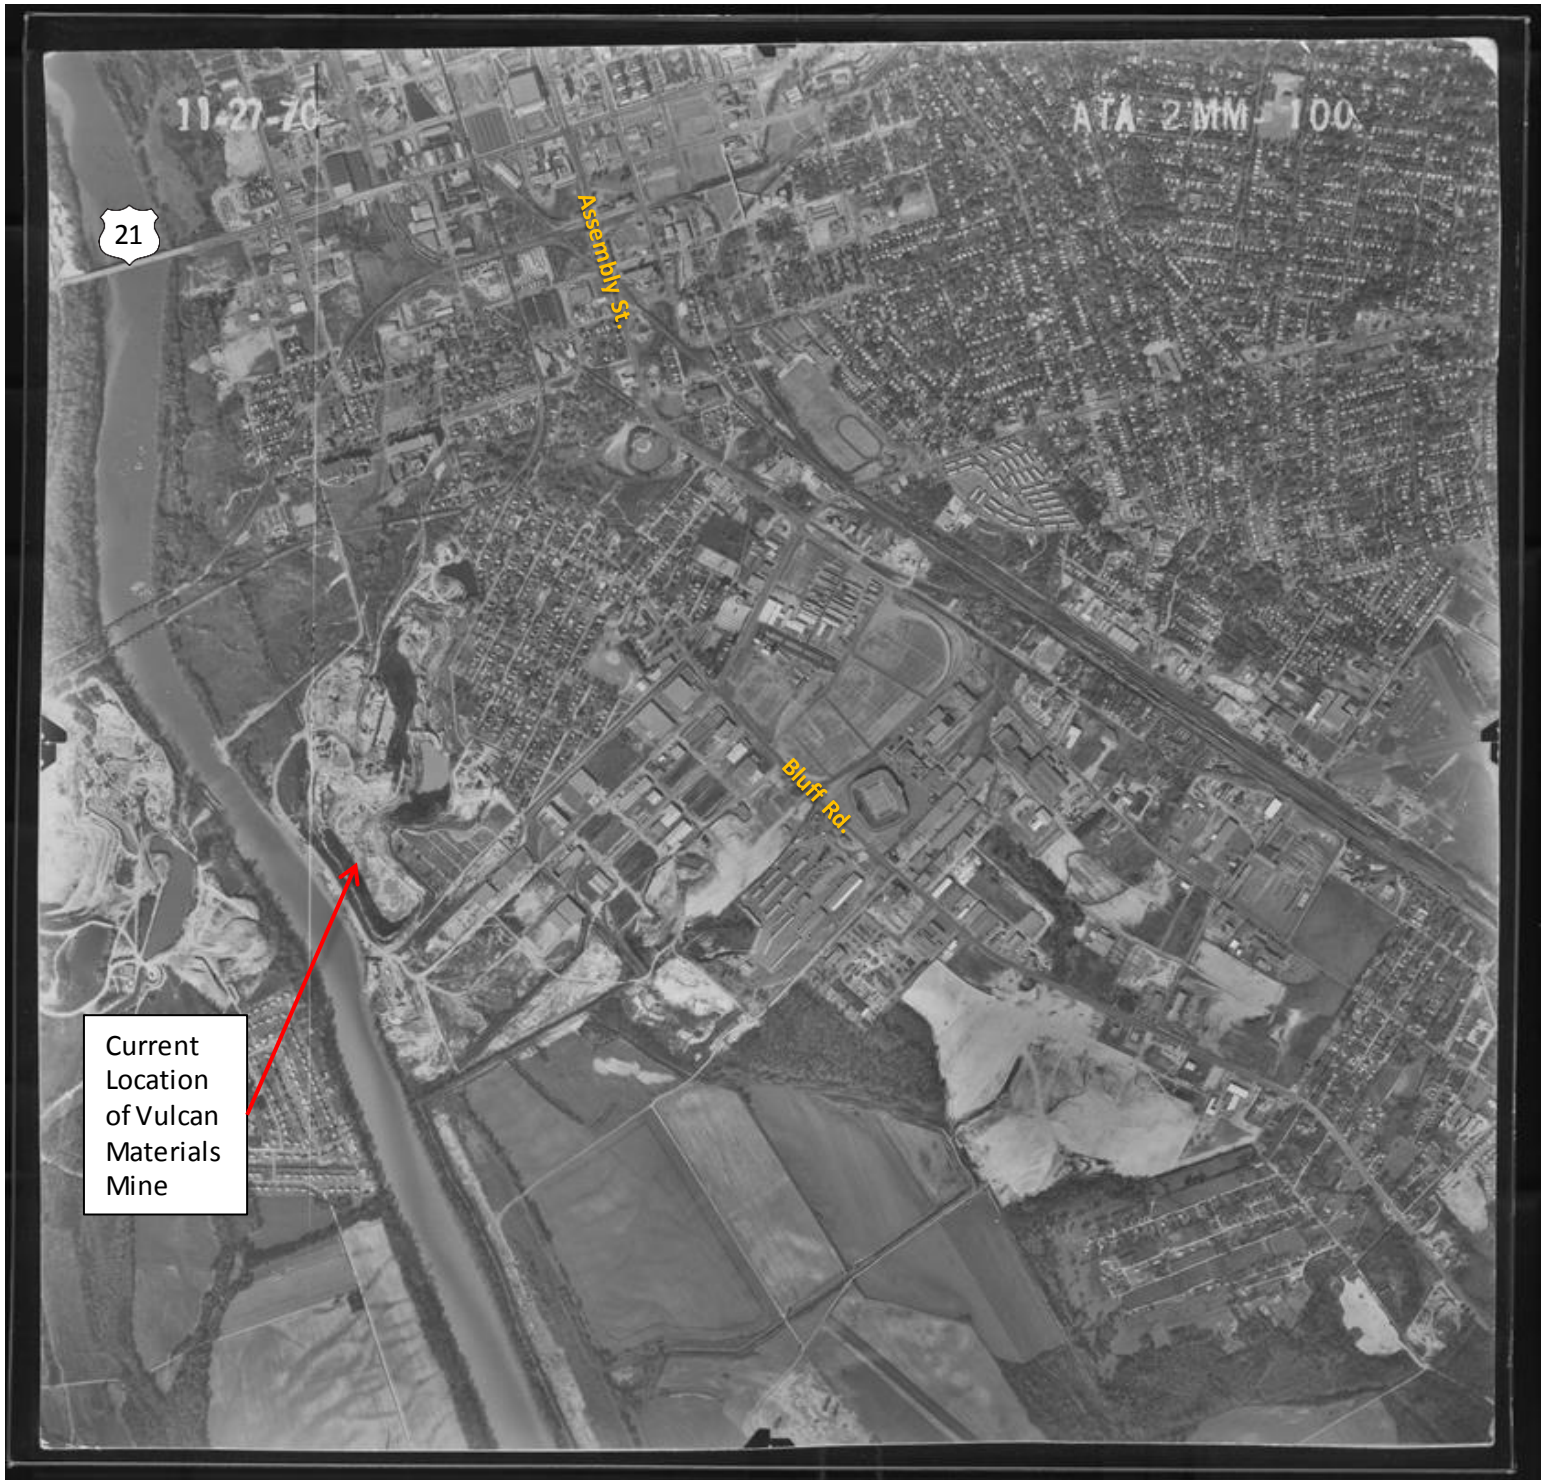 11-27-70
ATA 2MM-100
21
Assembly St.
Bluff Rd.
Current
Location
of Vulcan
Materials
Mine